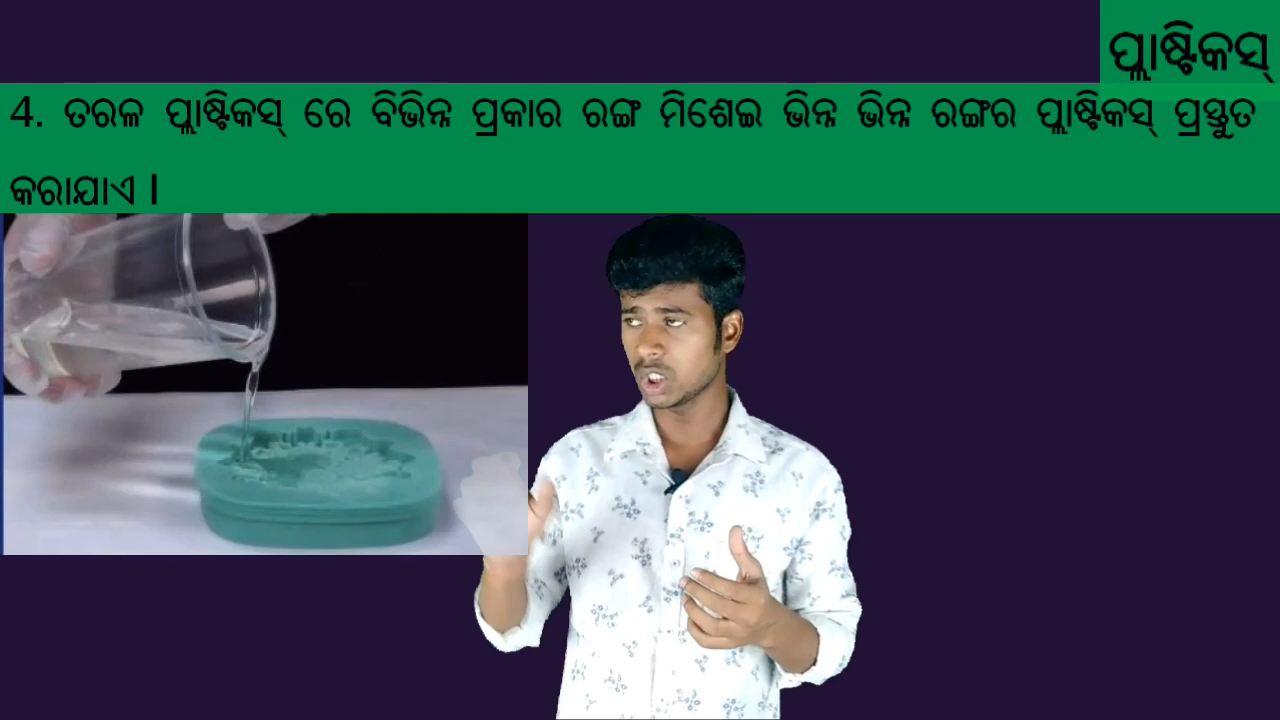 ପ୍ଲାଷ୍ଟିକସ୍
4. ତରଳ ପ୍ଲାଷ୍ଟିକସ୍ ରେ ବିଭିନ୍ନ ପ୍ରକାର ରଙ୍ଗ ମିଶେଇ ଭିନ୍ନ ଭିନ୍ନ ରଙ୍ଗର ପ୍ଲାଷ୍ଟିକସ୍ ପ୍ରସ୍ତୁତ
କରାଯାଏ ।